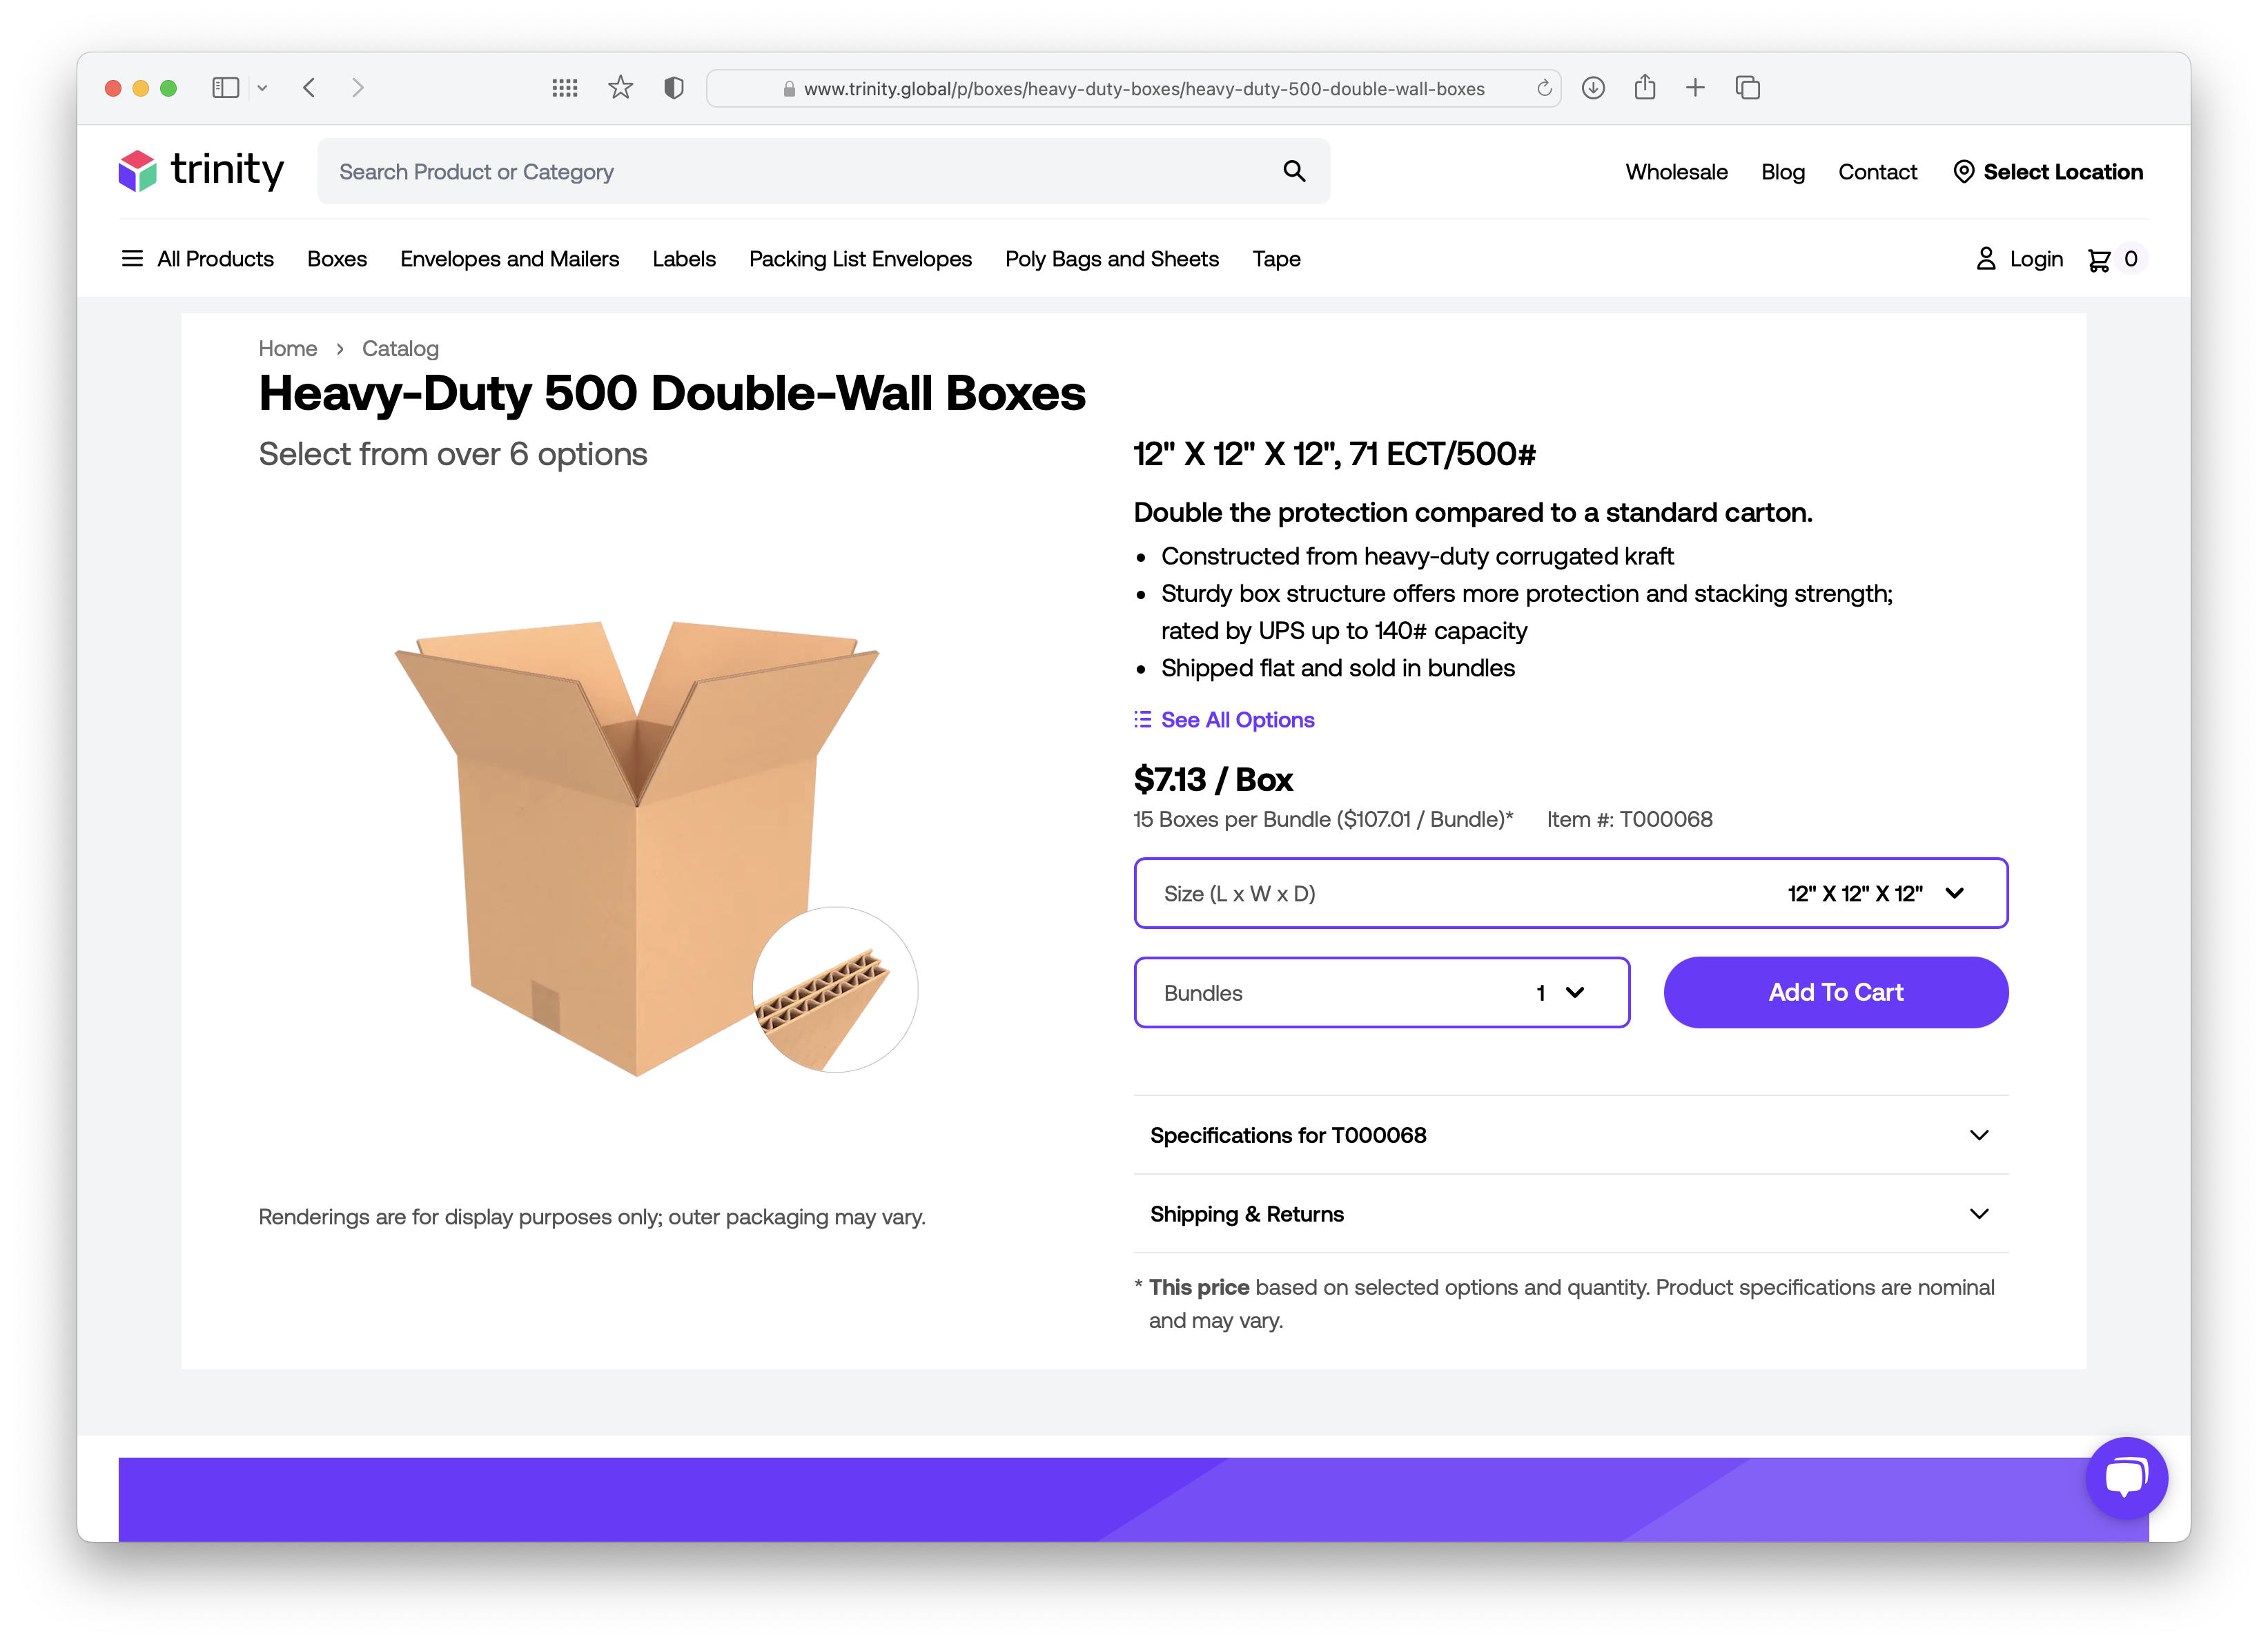 www.trinity.global/p/boxes/heavy-duty-boxes/heavy-duty-500-double-wall-boxes
trinity
Search Product or Category
Wholesale
Blog
Contact
Select Location
All Products
Boxes
Envelopes and Mailers
Labels
Packing List Envelopes
Poly Bags and Sheets
Tape
Login
0
Home › Catalog
Heavy-Duty 500 Double-Wall Boxes
Select from over 6 options
Renderings are for display purposes only; outer packaging may vary.
12" X 12" X 12", 71 ECT/500#
Double the protection compared to a standard carton.
• Constructed from heavy-duty corrugated kraft
• Sturdy box structure offers more protection and stacking strength;
rated by UPS up to 140# capacity
• Shipped flat and sold in bundles
See All Options
$7.13 / Box
15 Boxes per Bundle ($107.01 / Bundle)* Item #: T000068
Size (L x W x D) 12" X 12" X 12"
Bundles 1
Add To Cart
Specifications for T000068
Shipping & Returns
* This price based on selected options and quantity. Product specifications are nominal
and may vary.